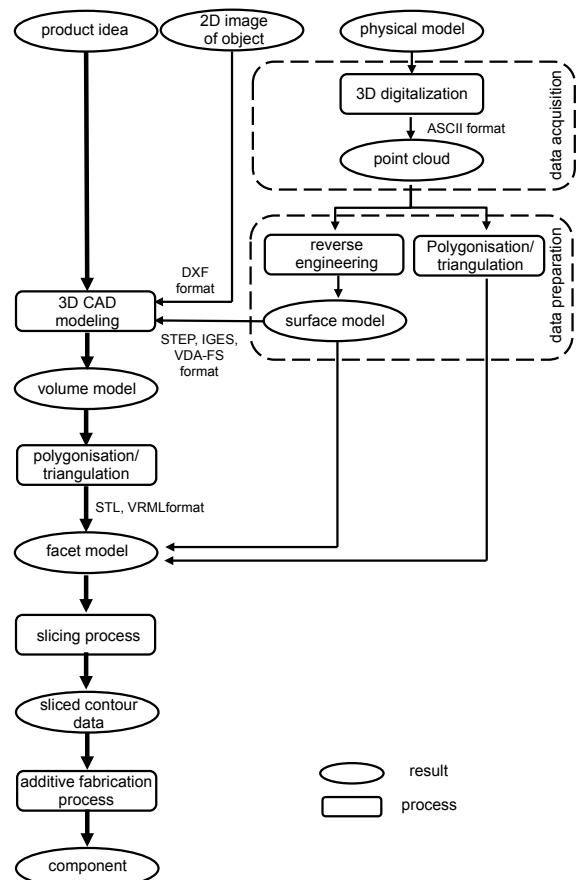 product idea
2D image
of object
physical model
3D digitalization
ASCII format
point cloud
data acquisition
reverse
engineering
Polygonisation/
triangulation
data preparation
DXF
format
3D CAD
modeling
surface model
STEP, IGES,
VDA-FS
format
volume model
polygonisation/
triangulation
STL, VRMLformat
facet model
slicing process
sliced contour
data
additive fabrication
process
component
result
process